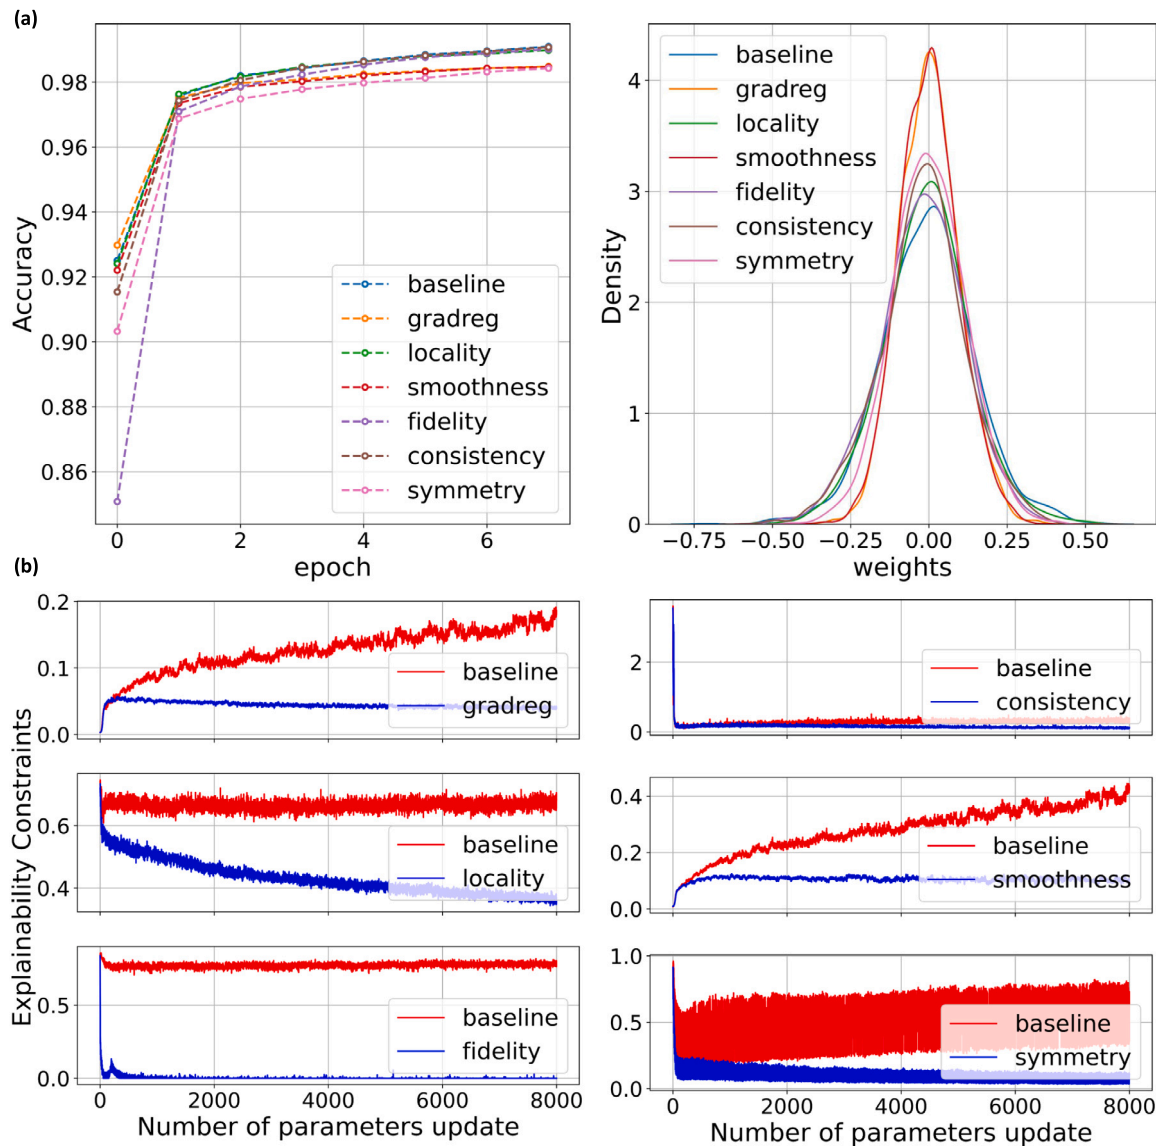 (a)
Accuracy
0.98
0.96
0.94
0.92
0.90
0.88
0.86
0 2 4 6
epoch
baseline
gradreg
locality
smoothness
fidelity
consistency
symmetry
Density
4
3
2
1
0
−0.75 −0.50 −0.25 0.00 0.25 0.50
weights
baseline
gradreg
locality
smoothness
fidelity
consistency
symmetry
(b)
Explainability Constraints
0.2
0.1
0.0
baseline
gradreg
2
0
baseline
consistency
0.6
0.4
baseline
locality
0.4
0.2
0.0
baseline
smoothness
0.5
0.0
baseline
fidelity
0 2000 4000 6000 8000
Number of parameters update
1.0
0.5
0.0
baseline
symmetry
0 2000 4000 6000 8000
Number of parameters update